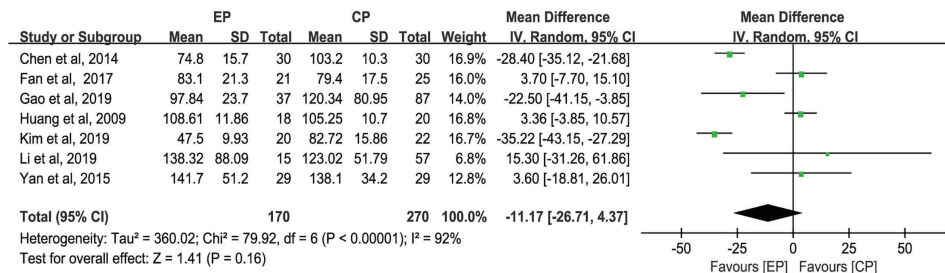 EP CP Mean Difference Mean Difference
Study or Subgroup Mean SD Total Mean SD Total Weight IV, Random, 95% CI IV, Random, 95% CI
Chen et al, 2014 74.8 15.7 30 103.2 10.3 30 16.9% -28.40 [-35.12, -21.68]
Fan et al, 2017 83.1 21.3 21 79.4 17.5 25 15.9% 3.70 [-7.70, 15.10]
Gao et al, 2019 97.84 23.7 37 120.34 80.95 87 14.0% -22.50 [-41.15, -3.85]
Huang et al, 2009 108.61 11.86 18 105.25 10.7 20 16.8% 3.36 [-3.85, 10.57]
Kim et al, 2019 47.5 9.93 20 82.72 15.86 22 16.7% -35.22 [-43.15, -27.29]
Li et al, 2019 138.32 88.09 15 123.02 51.79 57 6.8% 15.30 [-31.26, 61.86]
Yan et al, 2015 141.7 51.2 29 138.1 34.2 29 12.8% 3.60 [-18.81, 26.01]
Total (95% CI) 170 270 100.0% -11.17 [-26.71, 4.37]
Heterogeneity: Tau² = 360.02; Chi² = 79.92, df = 6 (P < 0.00001); I² = 92%
Test for overall effect: Z = 1.41 (P = 0.16)
-50 -25 0 25 50
Favours [EP] Favours [CP]